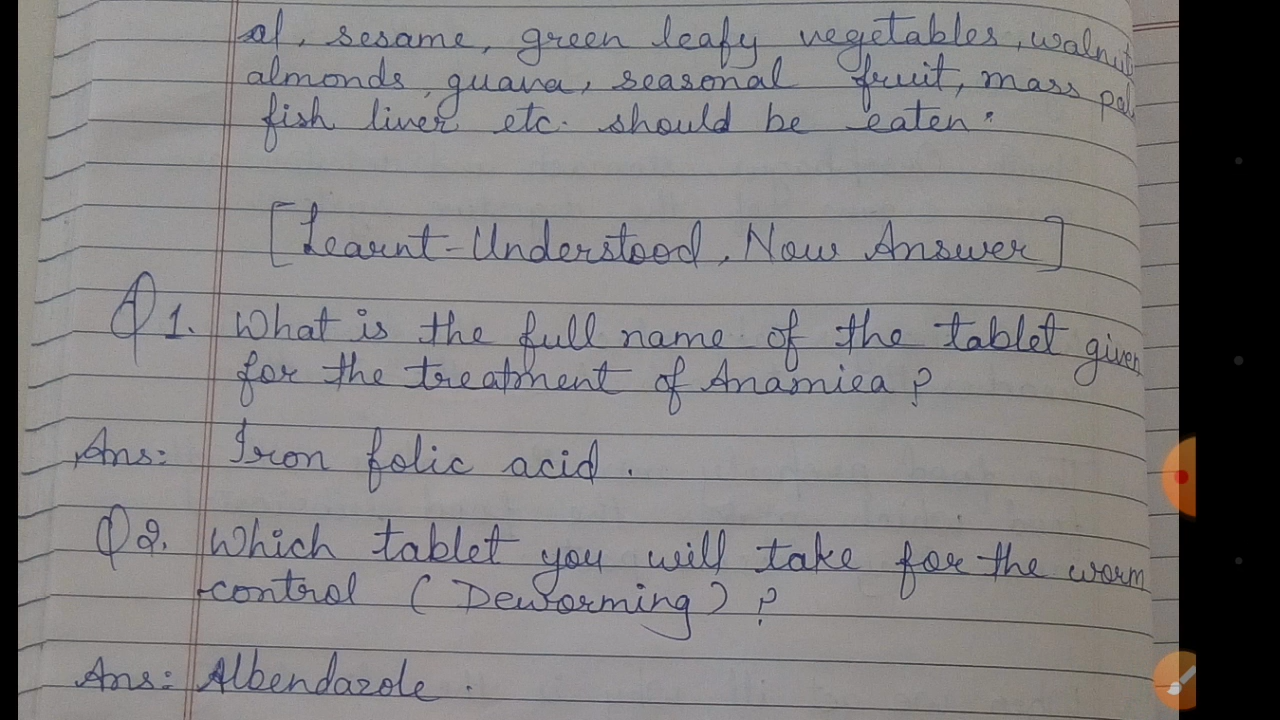 al, sesame, green leafy vegetables, walnut
almonds, guava, seasonal fruit, mass
fish liver etc. should be eaten.
[Learnt-Understood, Now Answer]
Q1. What is the full name of the tablet given
for the treatment of Anamiea?
Ans: Iron folic acid.
Q2. Which tablet you will take for the worm
control (Deworming)?
Ans: Albendazole.